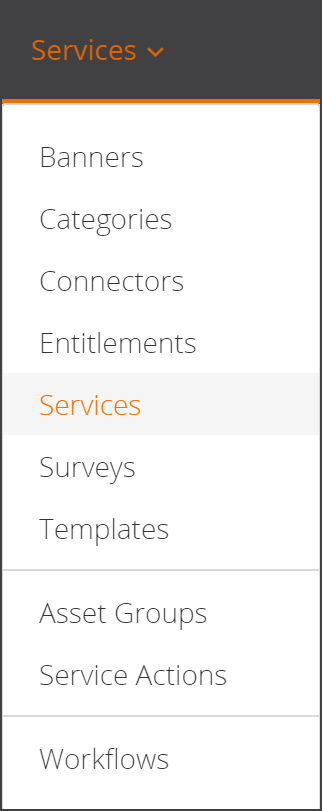 Services
Banners
Categories
Connectors
Entitlements
Services
Surveys
Templates
Asset Groups
Service Actions
Workflows